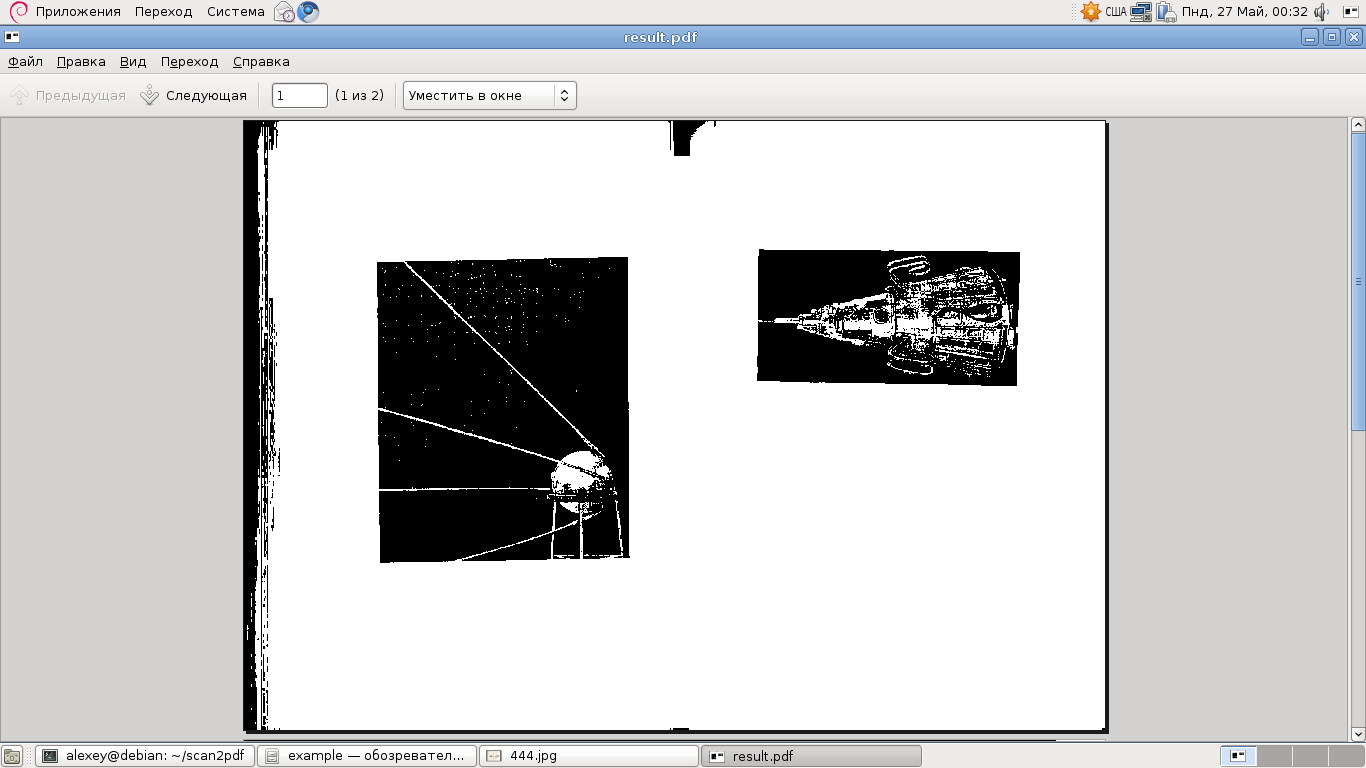 Приложения Переход Система США Пнд, 27 Май, 00:32
result.pdf
Файл Правка Вид Переход Справка
Предыдущая Следующая 1 (1 из 2) Уместить в окне
alexey@debian: ~/scan2pdf example — обозревател... 444.jpg result.pdf